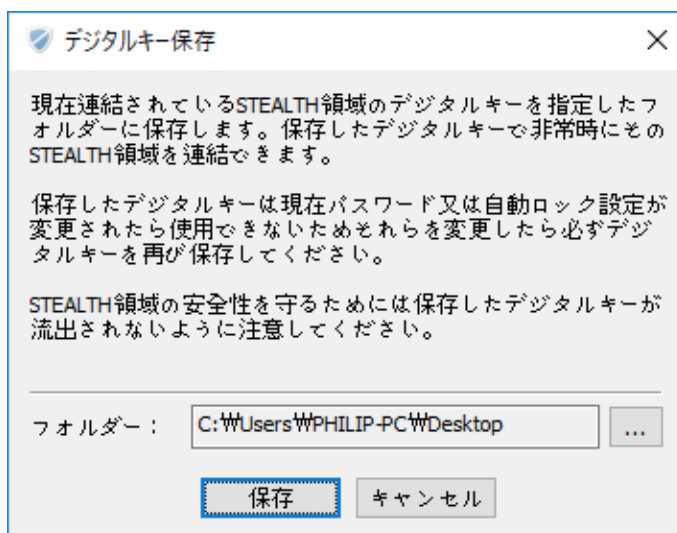 デジタルキー保存
現在連結されているSTEALTH領域のデジタルキーを指定したフ
ォルダーに保存します。保存したデジタルキーで非常時にその
STEALTH領域を連結できます。
保存したデジタルキーは現在パスワード又は自動ロック設定が
変更されたら使用できないためそれらを変更したら必ずデジ
タルキーを再び保存してください。
STEALTH領域の安全性を守るためには保存したデジタルキーが
流出されないように注意してください。
フォルダー： C:₩Users₩PHILIP-PC₩Desktop ...
保存 キャンセル